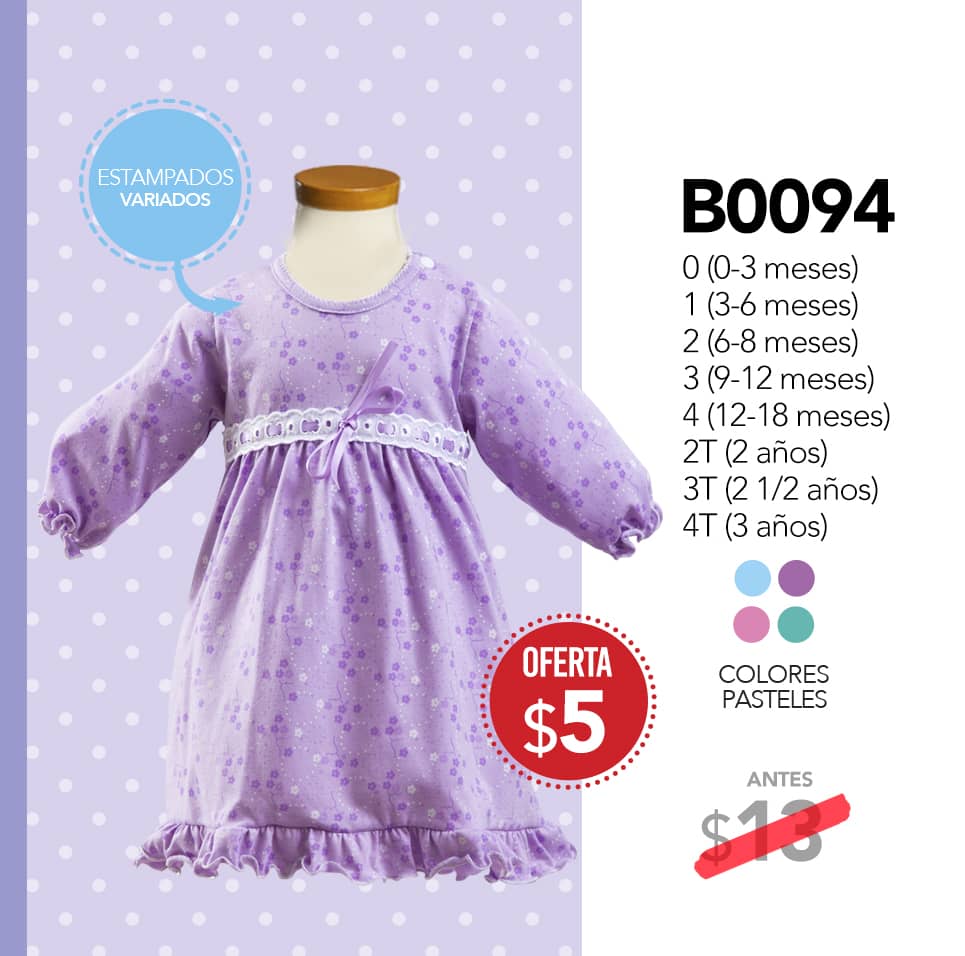 ESTAMPADOS
VARIADOS
B0094
0 (0-3 meses)
1 (3-6 meses)
2 (6-8 meses)
3 (9-12 meses)
4 (12-18 meses)
2T (2 años)
3T (2 1/2 años)
4T (3 años)
COLORES
PASTELES
OFERTA
$5
ANTES
$13